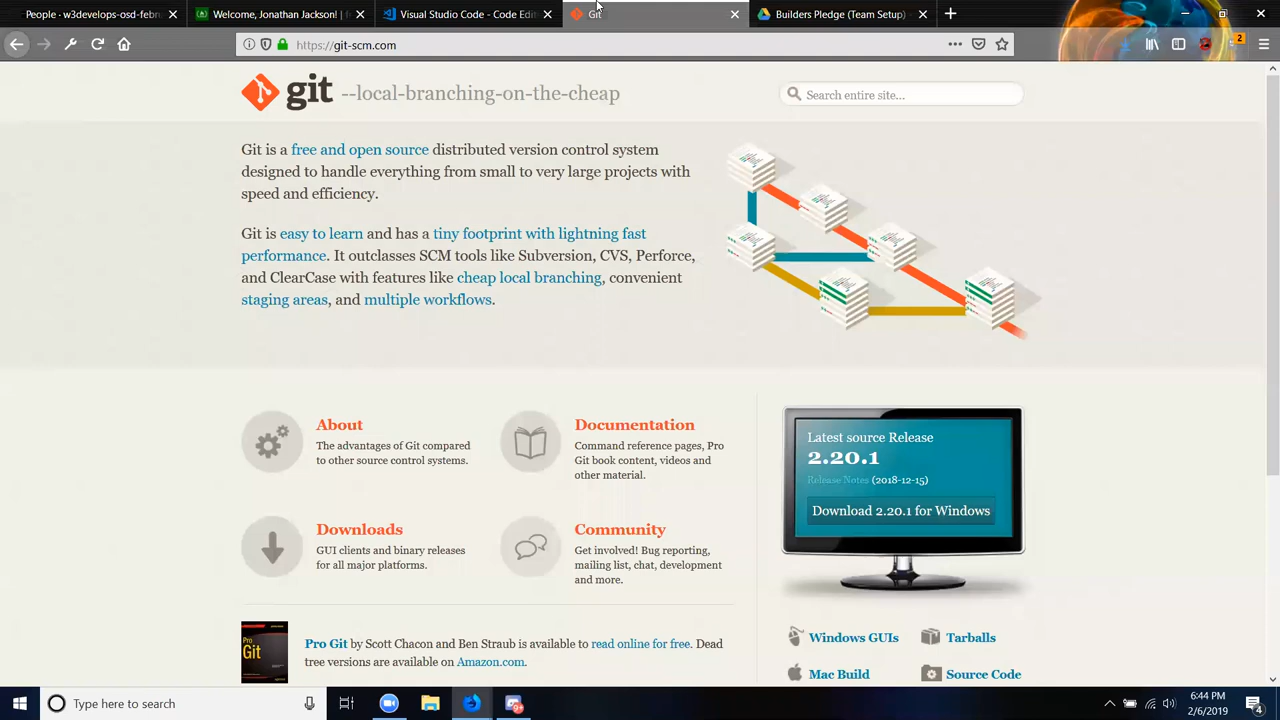 People - w3developers-osd-febru
Welcome, Jonatan Arcson! |
Visual Studio Code - Code Edito
Git
Builders Pledge (Team Setup)
https://git-scm.com
2
git --local-branching-on-the-cheap
Search entire site...
Git is a free and open source distributed version control system
designed to handle everything from small to very large projects with
speed and efficiency.
Git is easy to learn and has a tiny footprint with lightning fast
performance. It outclasses SCM tools like Subversion, CVS, Perforce,
and ClearCase with features like cheap local branching, convenient
staging areas, and multiple workflows.
About
The advantages of Git compared
to other source control systems.
Documentation
Command reference pages, Pro
Git book content, videos and
other material.
Downloads
GUI clients and binary releases
for all major platforms.
Community
Get involved! Bug reporting,
mailing list, chat, development
and more.
Latest source Release
2.20.1
Release Notes (2018-12-15)
Download 2.20.1 for Windows
Pro
Git
Pro Git by Scott Chacon and Ben Straub is available to read online for free. Dead
tree versions are available on Amazon.com.
Windows GUIs
Tarballs
Mac Build
Source Code
Type here to search
6:44 PM
2/6/2019
4